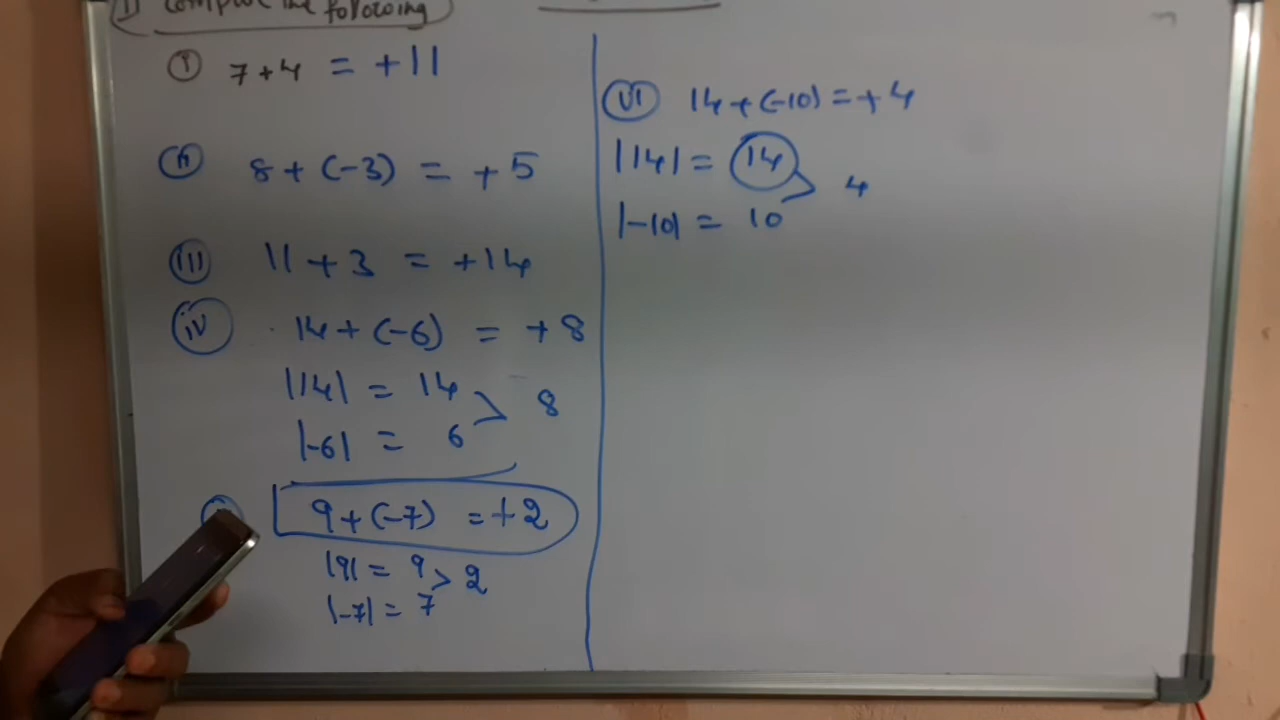 1) the following
(i) 7+4 = +11
(ii) 8+(-3) = +5
(iii) 11+3 = +14
(iv) 14+(-6) = +8
|14| = 14 > 8
|-6| = 6
9+(-7) = +2
|9| = 9 > 2
|-7| = 7
(vi) 14+(-10) = +4
|14| = 14 > 4
|-10| = 10